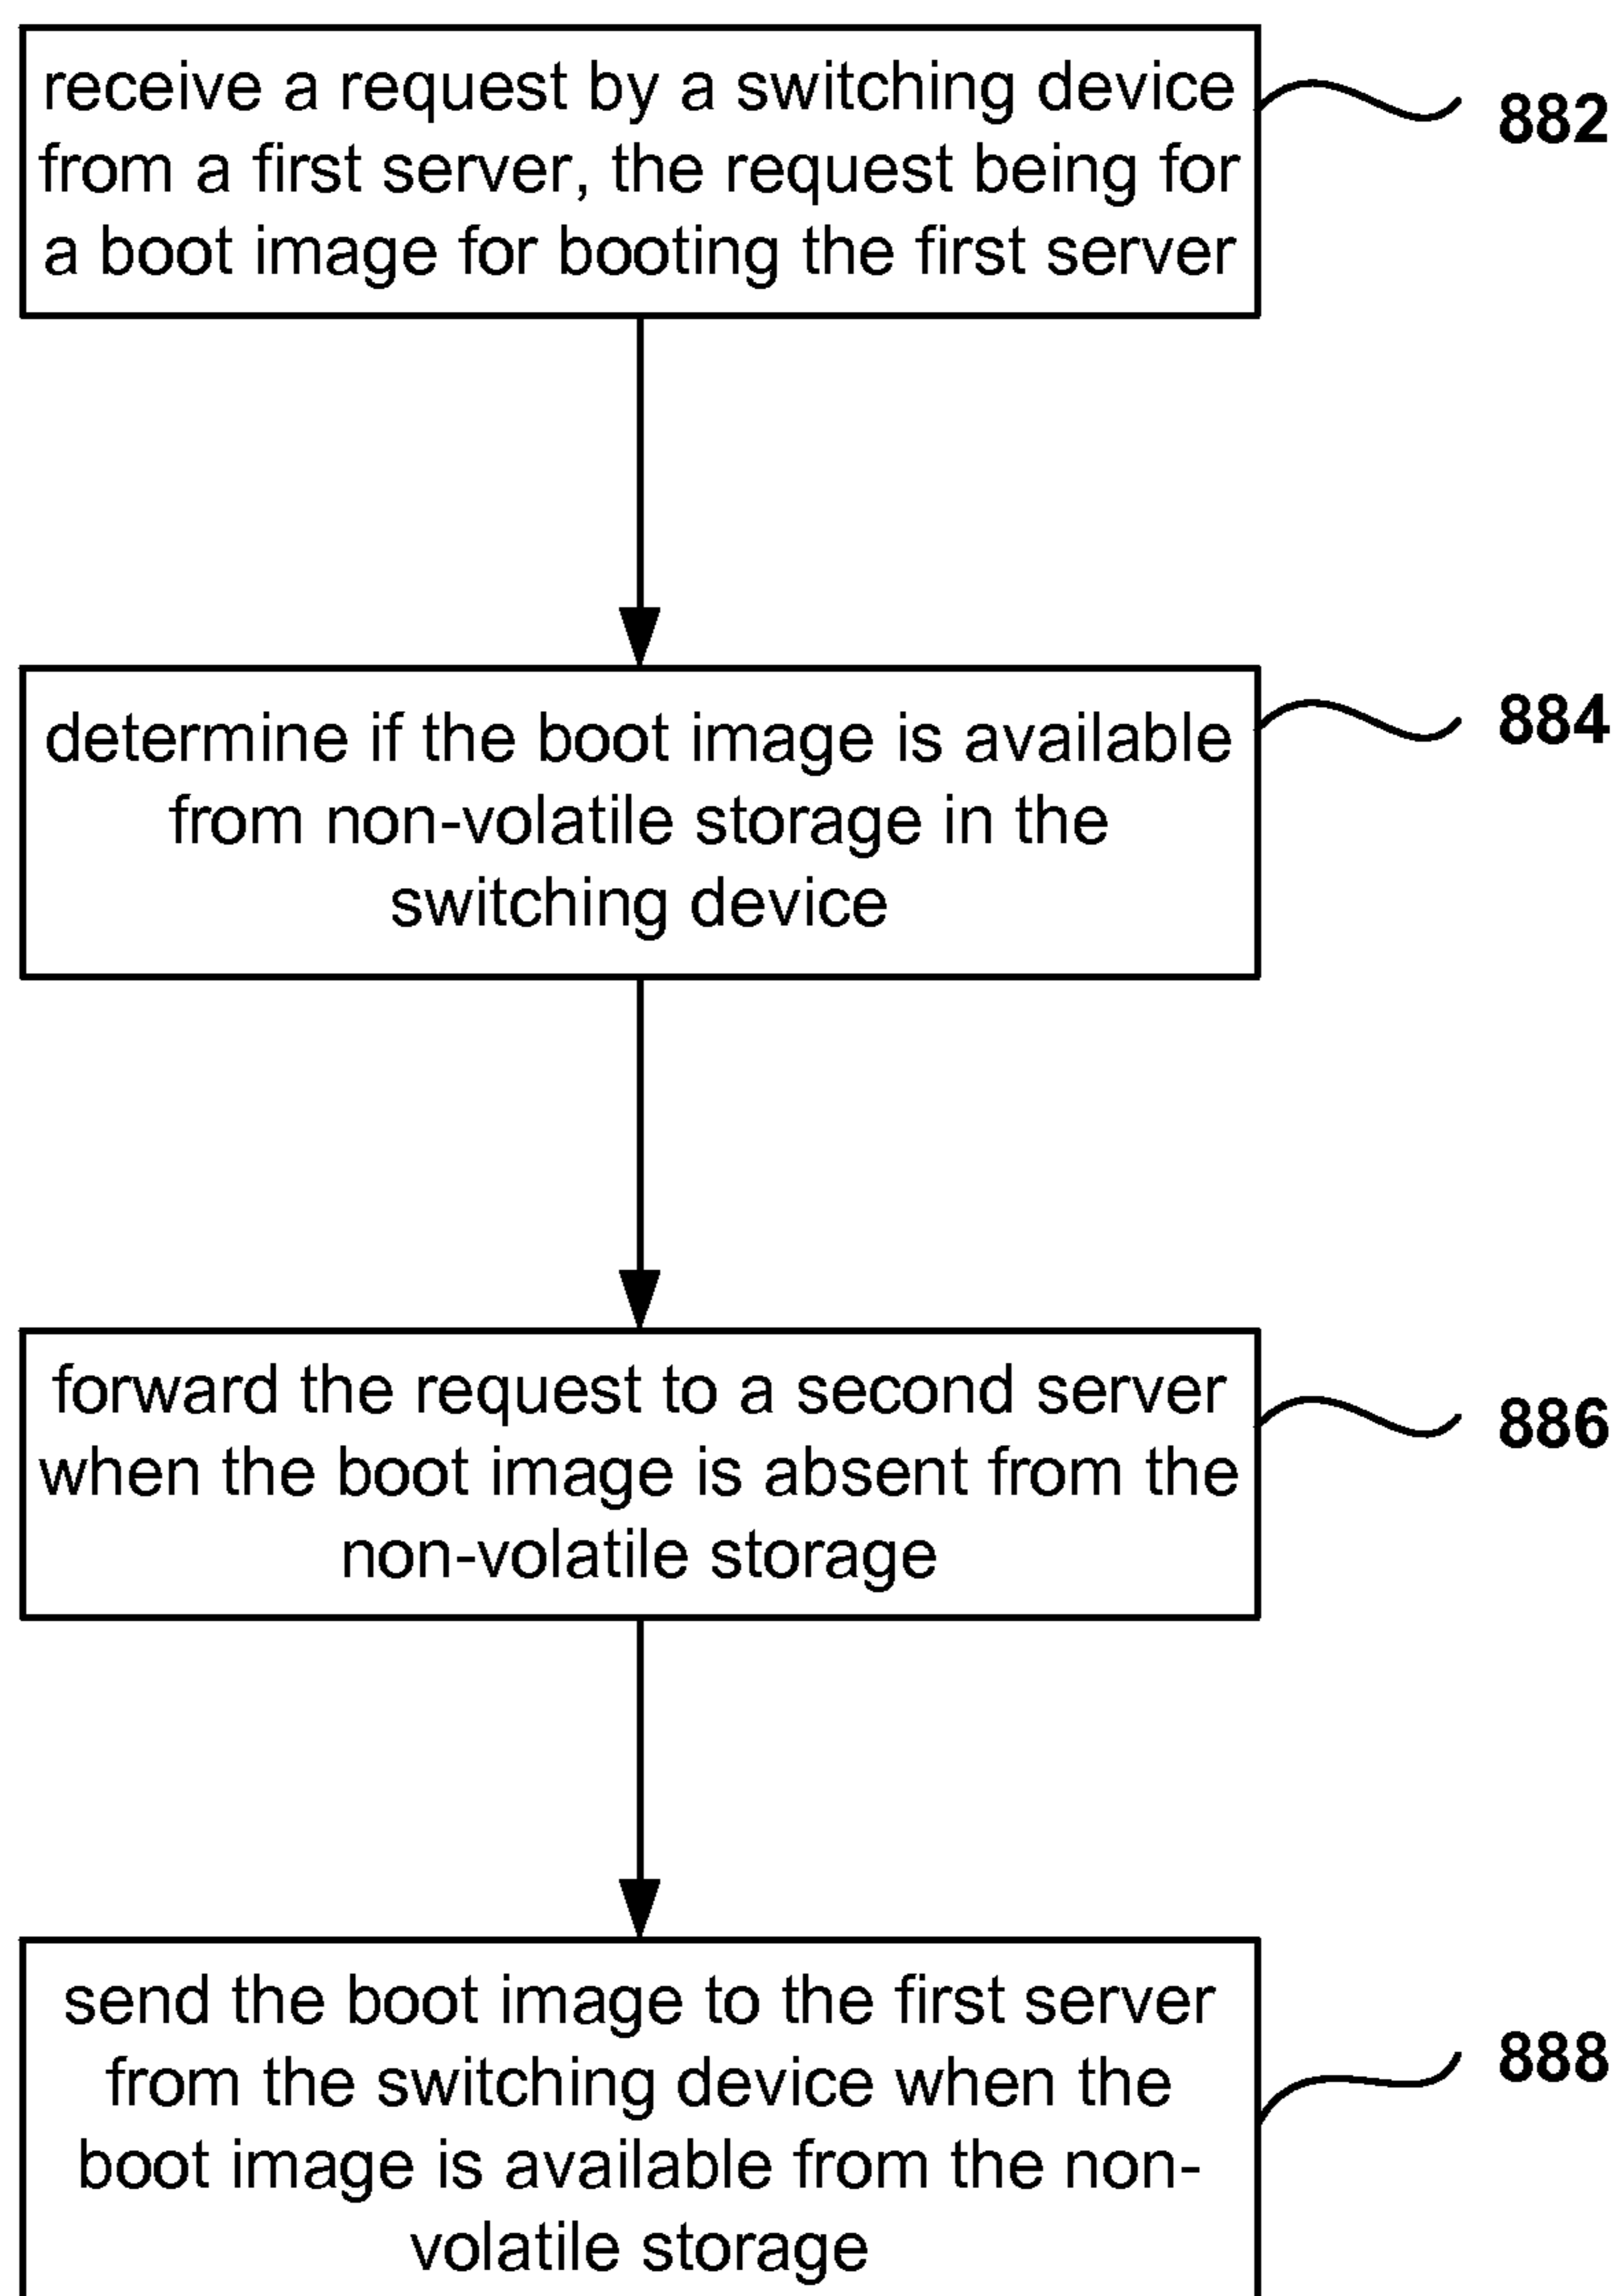 receive a request by a switching device
from a first server, the request being for
a boot image for booting the first server
882
determine if the boot image is available
from non-volatile storage in the
switching device
884
forward the request to a second server
when the boot image is absent from the
non-volatile storage
886
send the boot image to the first server
from the switching device when the
boot image is available from the non-
volatile storage
888